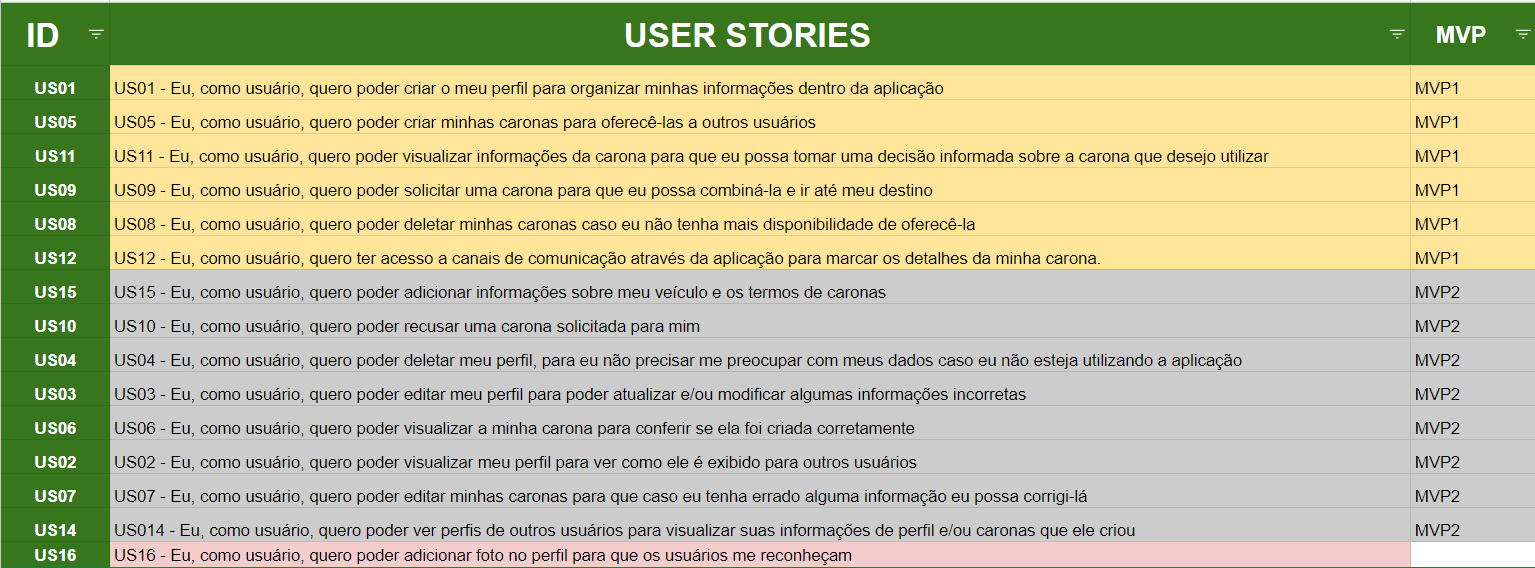 ID USER STORIES MVP
US01 US01 - Eu, como usuário, quero poder criar o meu perfil para organizar minhas informações dentro da aplicação MVP1
US05 US05 - Eu, como usuário, quero poder criar minhas caronas para oferecê-las a outros usuários MVP1
US11 US11 - Eu, como usuário, quero poder visualizar informações da carona para que eu possa tomar uma decisão informada sobre a carona que desejo utilizar MVP1
US09 US09 - Eu, como usuário, quero poder solicitar uma carona para que eu possa combiná-la e ir até meu destino MVP1
US08 US08 - Eu, como usuário, quero poder deletar minhas caronas caso eu não tenha mais disponibilidade de oferecê-la MVP1
US12 US12 - Eu, como usuário, quero ter acesso a canais de comunicação através da aplicação para marcar os detalhes da minha carona. MVP1
US15 US15 - Eu, como usuário, quero poder adicionar informações sobre meu veículo e os termos de caronas MVP2
US10 US10 - Eu, como usuário, quero poder recusar uma carona solicitada para mim MVP2
US04 US04 - Eu, como usuário, quero poder deletar meu perfil, para eu não precisar me preocupar com meus dados caso eu não esteja utilizando a aplicação MVP2
US03 US03 - Eu, como usuário, quero poder editar meu perfil para poder atualizar e/ou modificar algumas informações incorretas MVP2
US06 US06 - Eu, como usuário, quero poder visualizar a minha carona para conferir se ela foi criada corretamente MVP2
US02 US02 - Eu, como usuário, quero poder visualizar meu perfil para ver como ele é exibido para outros usuários MVP2
US07 US07 - Eu, como usuário, quero poder editar minhas caronas para que caso eu tenha errado alguma informação eu possa corrigi-lá MVP2
US14 US014 - Eu, como usuário, quero poder ver perfis de outros usuários para visualizar suas informações de perfil e/ou caronas que ele criou MVP2
US16 US16 - Eu, como usuário, quero poder adicionar foto no perfil para que os usuários me reconheçam